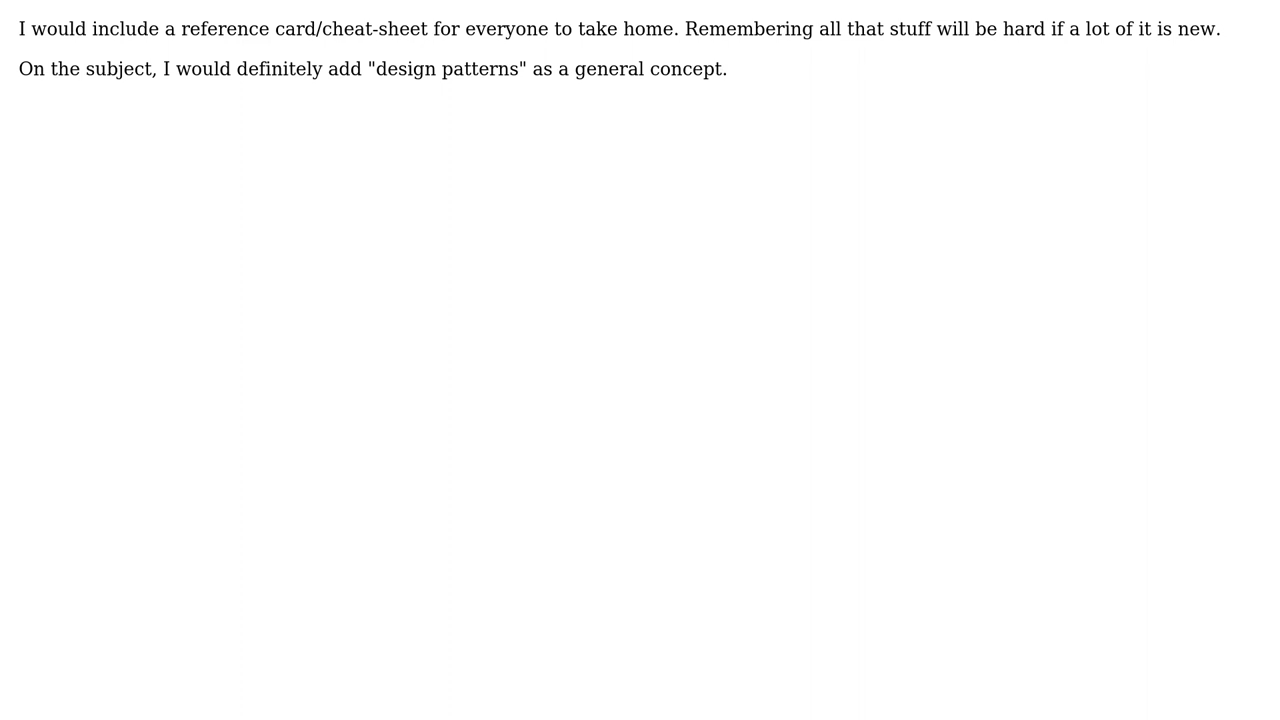 I would include a reference card/cheat-sheet for everyone to take home. Remembering all that stuff will be hard if a lot of it is new.
On the subject, I would definitely add "design patterns" as a general concept.